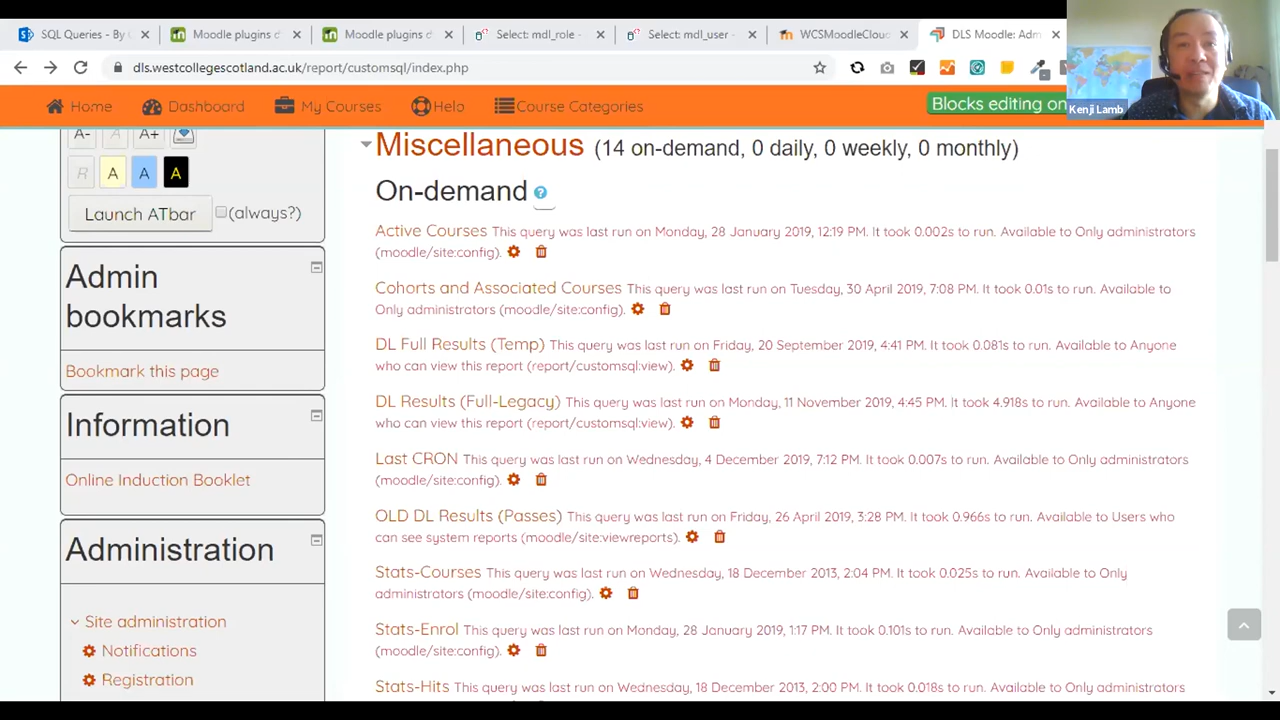 SQL Queries - By C
Moodle plugins d
Moodle plugins d
Select: mdl_role -
Select: mdl_user -
WCSMoodleCloud
DLS Moodle: Adm
dls.westcollegescotland.ac.uk/report/customsql/index.php
Kenji Lamb
Home
Dashboard
My Courses
Help
Course Categories
Blocks editing on
A- A A+
R A A A
Launch ATbar (always?)
Admin
bookmarks
Bookmark this page
Information
Online Induction Booklet
Administration
Site administration
Notifications
Registration
Miscellaneous (14 on-demand, 0 daily, 0 weekly, 0 monthly)
On-demand
Active Courses This query was last run on Monday, 28 January 2019, 12:19 PM. It took 0.002s to run. Available to Only administrators
(moodle/site:config).
Cohorts and Associated Courses This query was last run on Tuesday, 30 April 2019, 7:08 PM. It took 0.01s to run. Available to
Only administrators (moodle/site:config).
DL Full Results (Temp) This query was last run on Friday, 20 September 2019, 4:41 PM. It took 0.081s to run. Available to Anyone
who can view this report (report/customsql:view).
DL Results (Full-Legacy) This query was last run on Monday, 11 November 2019, 4:45 PM. It took 4.918s to run. Available to Anyone
who can view this report (report/customsql:view).
Last CRON This query was last run on Wednesday, 4 December 2019, 7:12 PM. It took 0.007s to run. Available to Only administrators
(moodle/site:config).
OLD DL Results (Passes) This query was last run on Friday, 26 April 2019, 3:28 PM. It took 0.966s to run. Available to Users who
can see system reports (moodle/site:viewreports).
Stats-Courses This query was last run on Wednesday, 18 December 2013, 2:04 PM. It took 0.025s to run. Available to Only
administrators (moodle/site:config).
Stats-Enrol This query was last run on Monday, 28 January 2019, 1:17 PM. It took 0.101s to run. Available to Only administrators
(moodle/site:config).
Stats-Hits This query was last run on Wednesday, 18 December 2013, 2:00 PM. It took 0.018s to run. Available to Only administrators